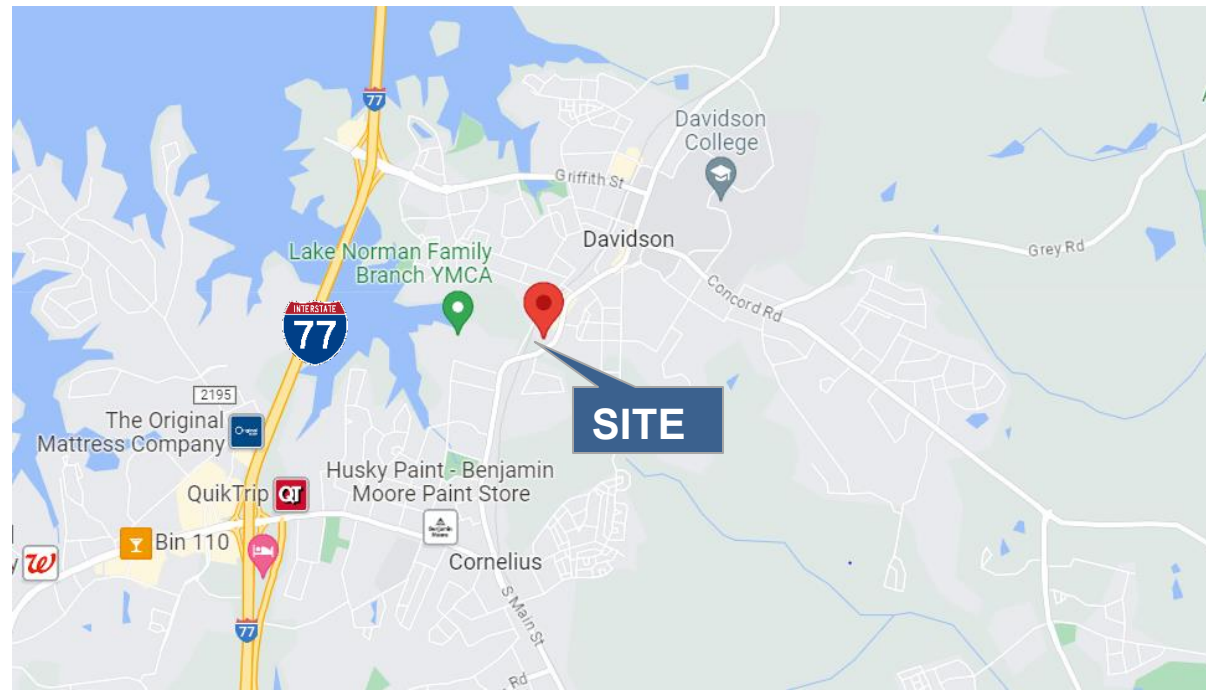 77
Davidson
College
Griffith St
Davidson
Grey Rd
Lake Norman Family
Branch YMCA
Concord Rd
INTERSTATE
77
SITE
2195
The Original
Mattress Company
Husky Paint - Benjamin
Moore Paint Store
QuikTrip
QT
Bin 110
y
W
Cornelius
S Main St
77
Rd